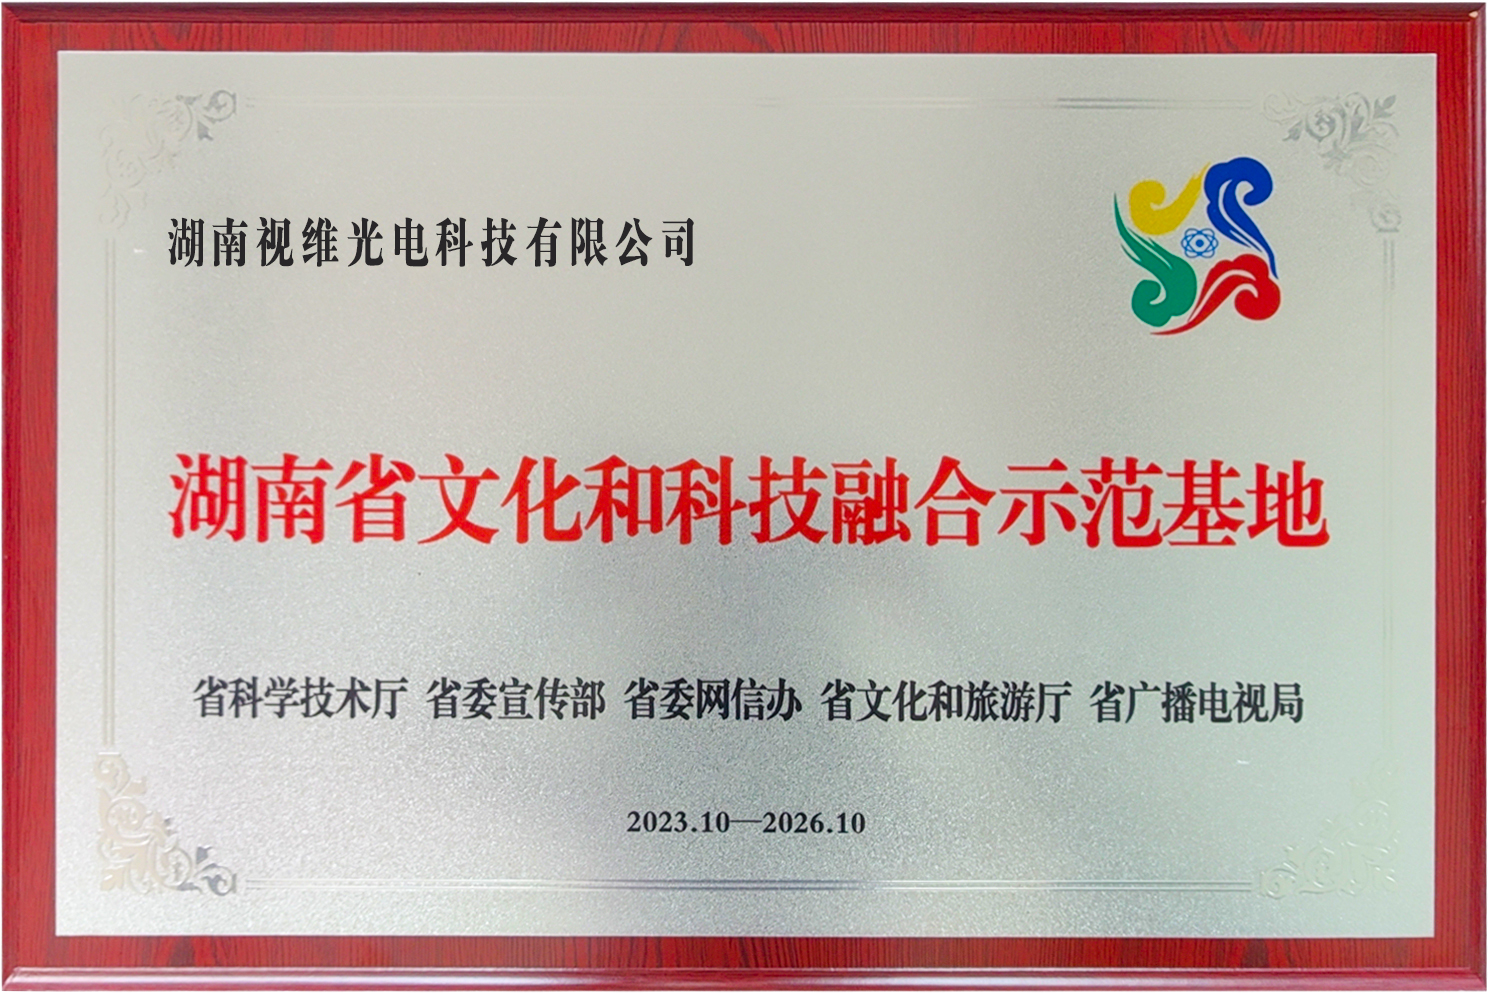 湖南视维光电科技有限公司
湖南省文化和科技融合示范基地
省科学技术厅 省委宣传部 省委网信办 省文化和旅游厅 省广播电视局
2023.10—2026.10